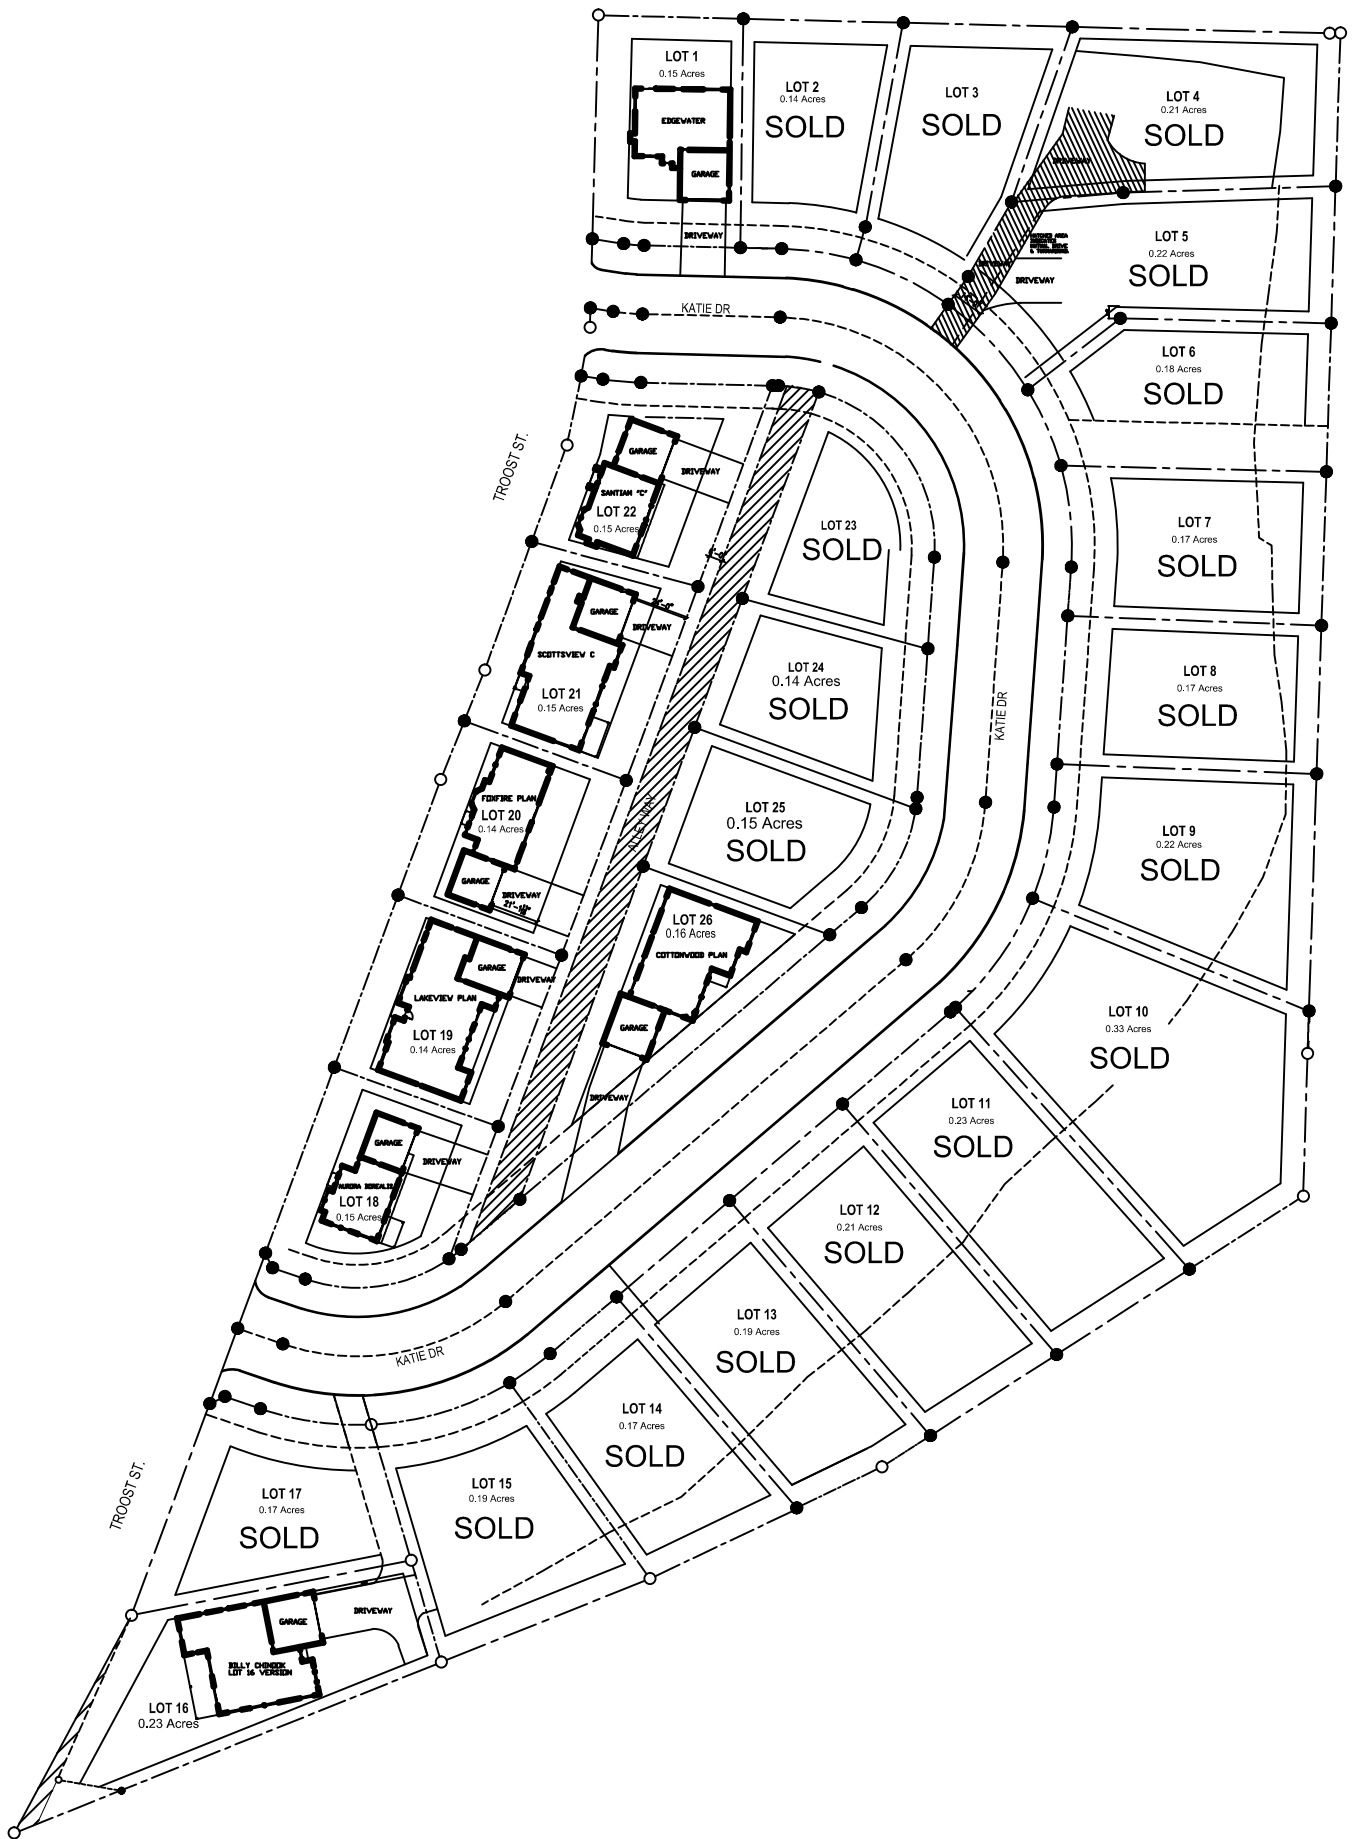 LOT 1
0.15 Acres
EDGEWATER
GARAGE
DRIVEWAY
LOT 2
0.14 Acres
SOLD
LOT 3
SOLD
LOT 4
0.21 Acres
SOLD
DRIVEWAY
HATCHED AREA
INDICATES
MUTUAL DRIVE
& TURNAROUND
LOT 5
0.22 Acres
SOLD
DRIVEWAY
KATIE DR
LOT 6
0.18 Acres
SOLD
TROOST ST.
GARAGE
DRIVEWAY
SANTIAM "C"
LOT 22
0.15 Acres
LOT 23
SOLD
LOT 7
0.17 Acres
SOLD
GARAGE
DRIVEWAY
SCOTTSVIEW C
LOT 21
0.15 Acres
LOT 24
0.14 Acres
SOLD
KATIE DR
LOT 8
0.17 Acres
SOLD
FOXFIRE PLAN
LOT 20
0.14 Acres
GARAGE
DRIVEWAY
ALLEYWAY
LOT 25
0.15 Acres
SOLD
LOT 9
0.22 Acres
SOLD
GARAGE
DRIVEWAY
LAKEVIEW PLAN
LOT 19
0.14 Acres
LOT 26
0.16 Acres
COTTONWOOD PLAN
GARAGE
DRIVEWAY
LOT 10
0.33 Acres
SOLD
LOT 11
0.23 Acres
SOLD
GARAGE
DRIVEWAY
AURORA BOREALIS
LOT 18
0.15 Acres
LOT 12
0.21 Acres
SOLD
LOT 13
0.19 Acres
SOLD
KATIE DR
LOT 14
0.17 Acres
SOLD
TROOST ST.
LOT 17
0.17 Acres
SOLD
LOT 15
0.19 Acres
SOLD
GARAGE
DRIVEWAY
BILLY CHINOOK
LOT 16 VERSION
LOT 16
0.23 Acres